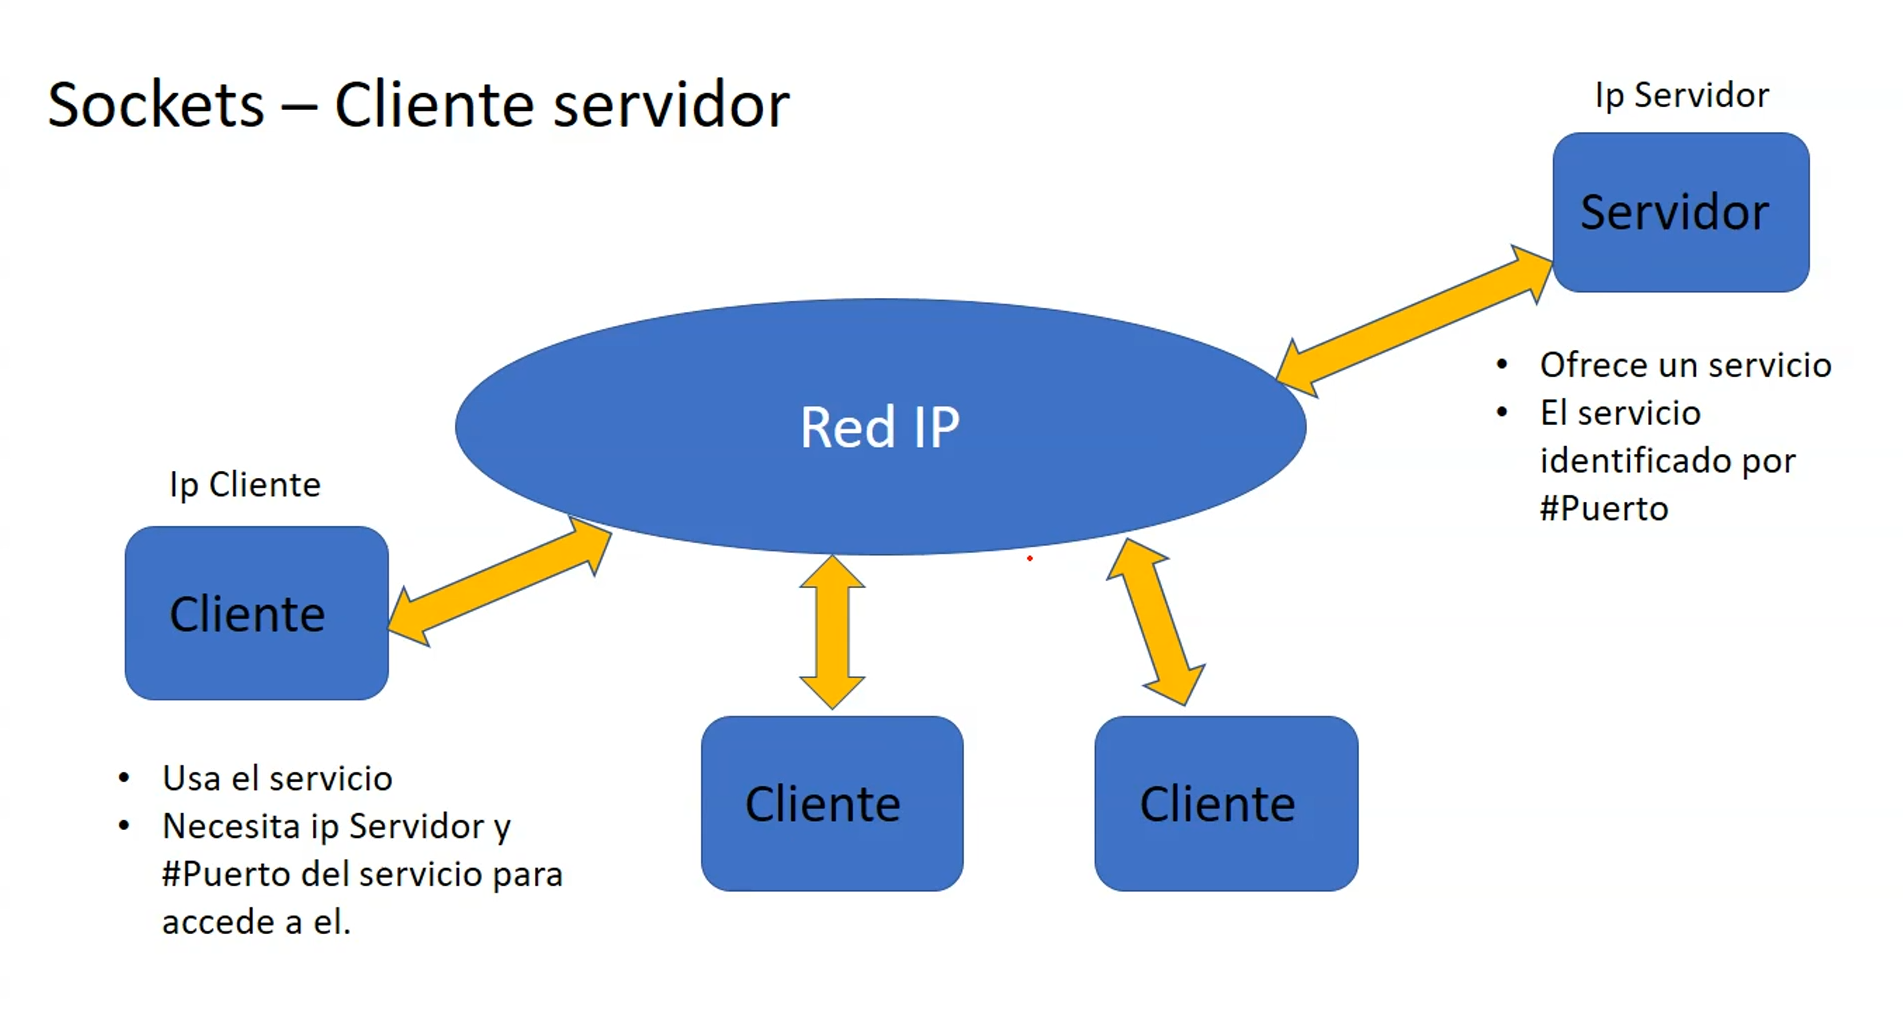 Sockets – Cliente servidor
Ip Servidor
Servidor
• Ofrece un servicio
• El servicio
identificado por
#Puerto
Red IP
Ip Cliente
Cliente
• Usa el servicio
• Necesita ip Servidor y
#Puerto del servicio para
accede a el.
Cliente
Cliente